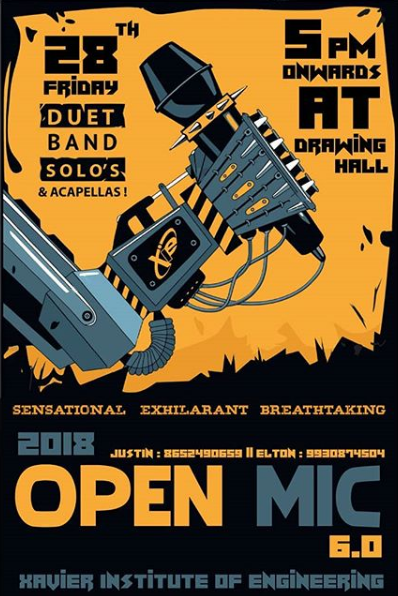 28TH
FRIDAY
DUET
BAND
SOLO'S
& ACAPELLAS !
5 PM
ONWARDS
AT
DRAWING
HALL
XIE
SENSATIONAL EXHILARANT BREATHTAKING
2018
JUSTIN : 8652490659 || ELTON : 9930874504
OPEN MIC
6.0
XAVIER INSTITUTE OF ENGINEERING